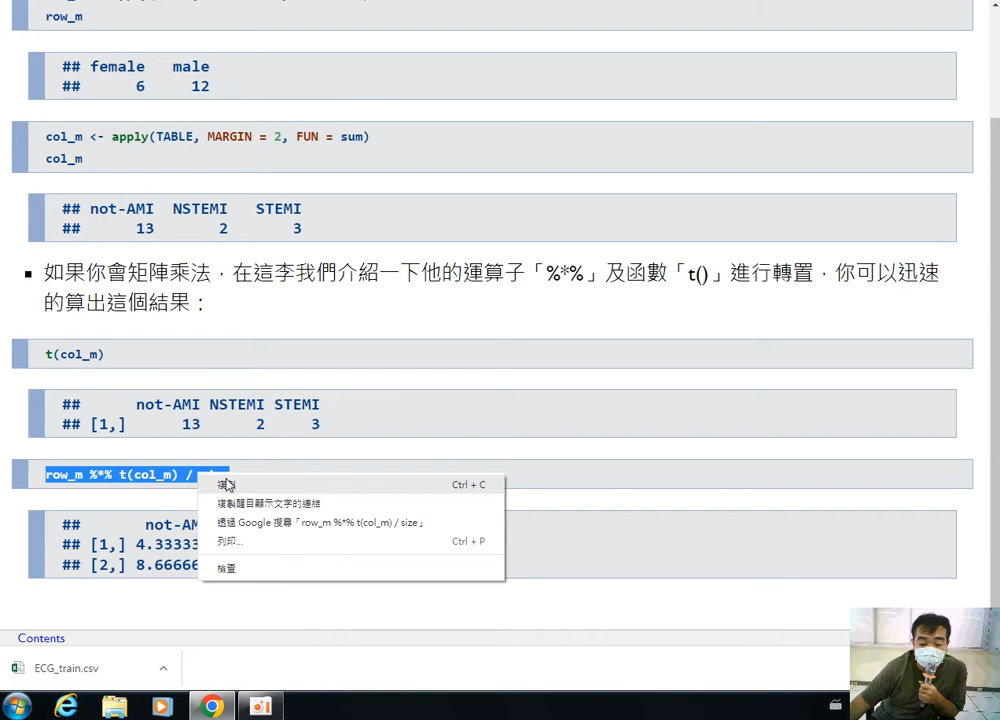 row_m
## female   male
##      6     12
col_m <- apply(TABLE, MARGIN = 2, FUN = sum)
col_m
## not-AMI  NSTEMI   STEMI
##      13       2       3
▪ 如果你會矩陣乘法，在這李我們介紹一下他的運算子「%*%」及函數「t()」進行轉置，你可以迅速
的算出這個結果：
t(col_m)
##      not-AMI NSTEMI STEMI
## [1,]      13      2     3
row_m %*% t(col_m) /
Ctrl + C
複製醒目顯示文字的連結
透過 Google 搜尋「row_m %*% t(col_m) / size」
列印... Ctrl + P
檢查
## not-AM
## [1,] 4.33333
## [2,] 8.66666
Contents
ECG_train.csv